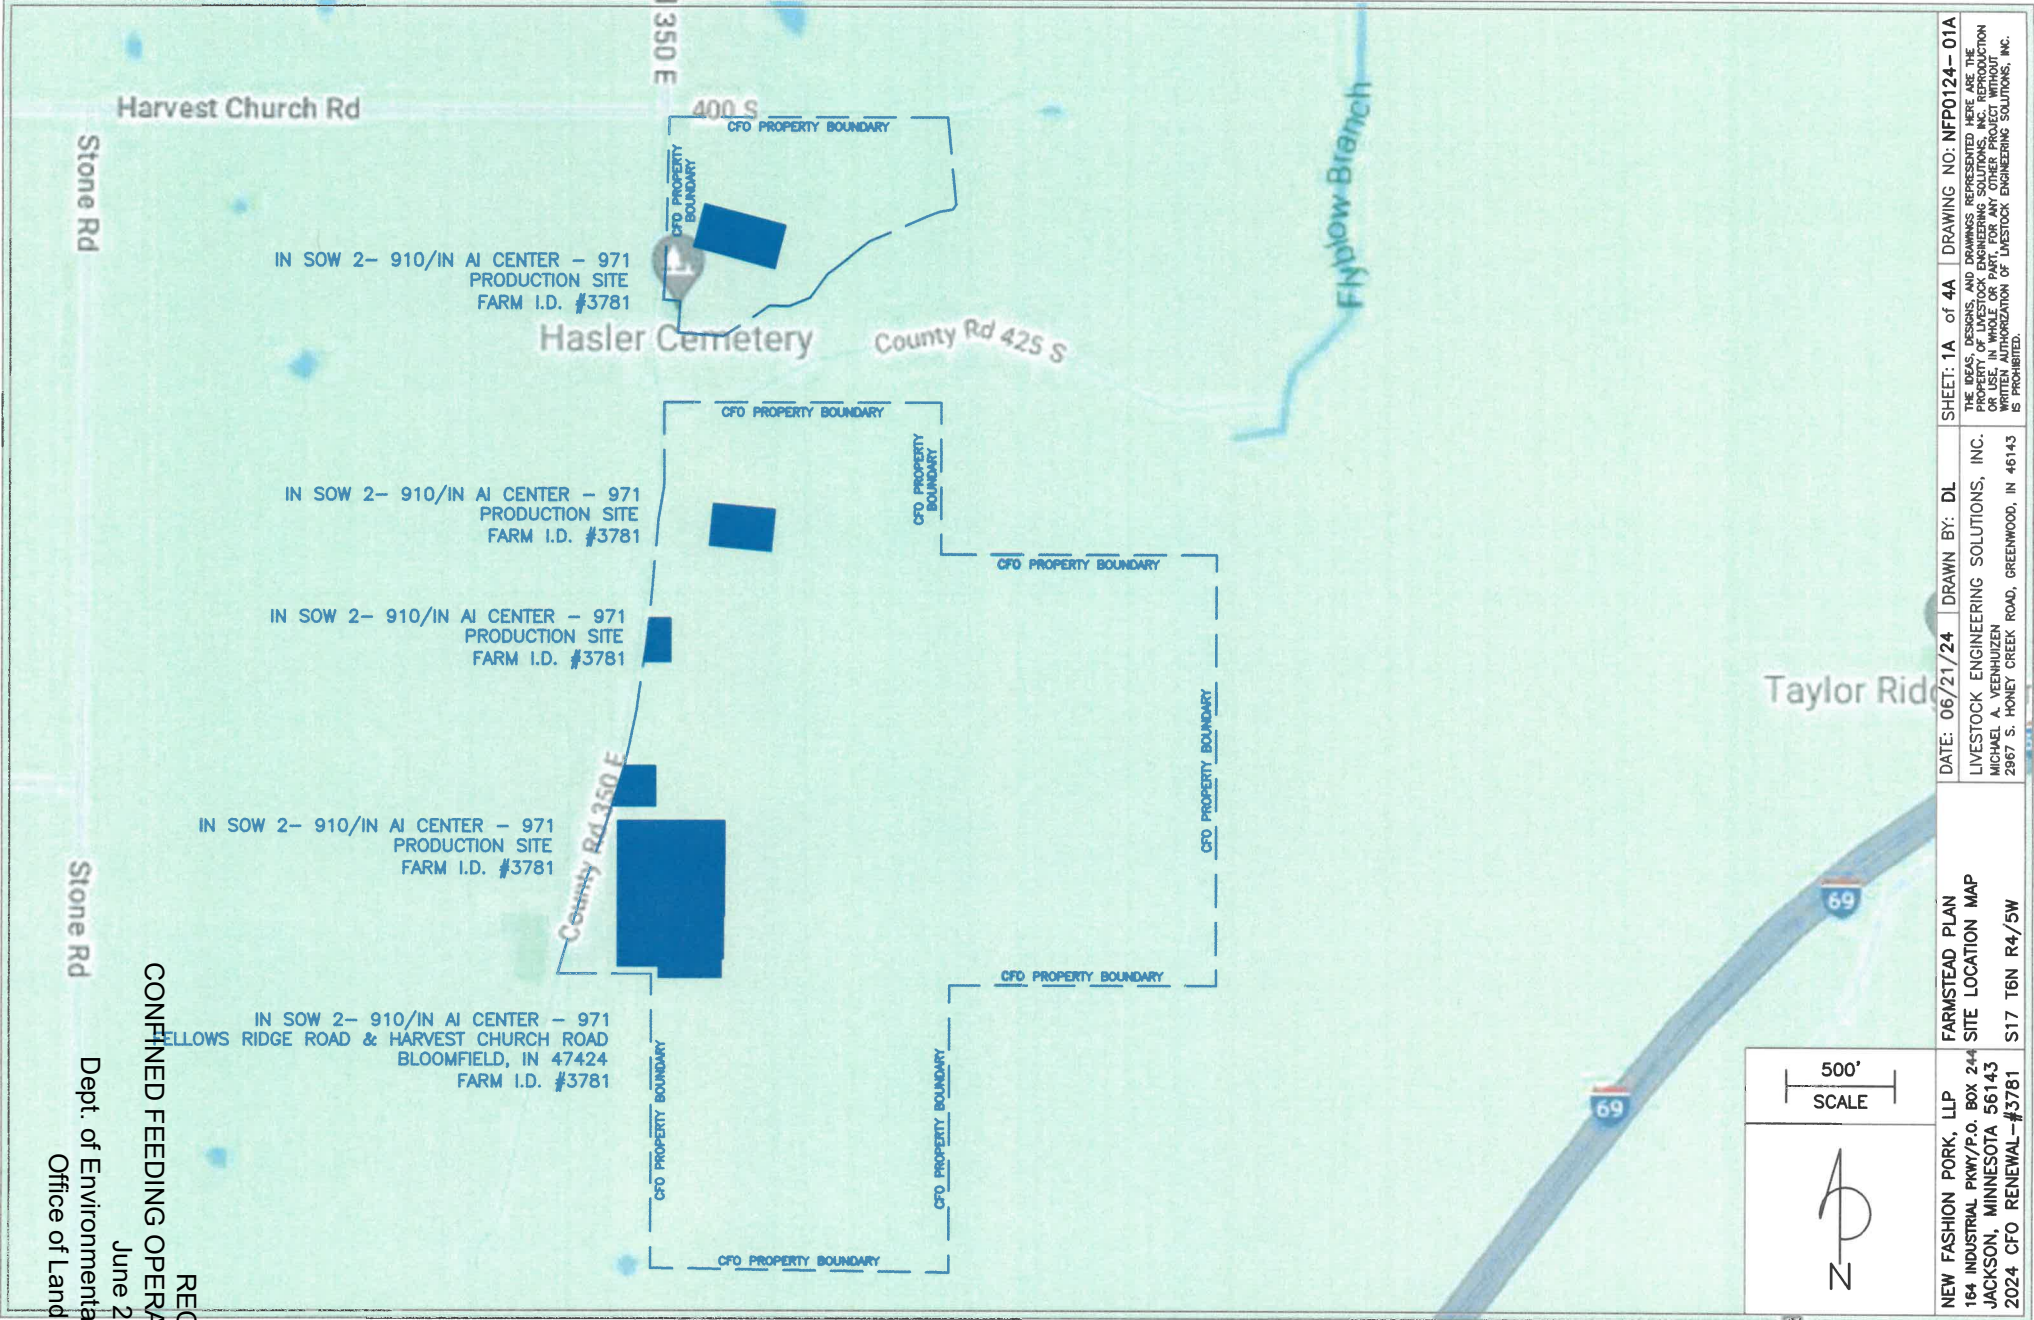 Harvest Church Rd
N 350 E
400 S
Stone Rd
Flyblow Branch
CFO PROPERTY BOUNDARY
CFO PROPERTY
BOUNDARY
IN SOW 2- 910/IN AI CENTER - 971
PRODUCTION SITE
FARM I.D. #3781
Hasler Cemetery
County Rd 425 S
CFO PROPERTY BOUNDARY
CFO PROPERTY
BOUNDARY
IN SOW 2- 910/IN AI CENTER - 971
PRODUCTION SITE
FARM I.D. #3781
CFO PROPERTY BOUNDARY
IN SOW 2- 910/IN AI CENTER - 971
PRODUCTION SITE
FARM I.D. #3781
CFO PROPERTY BOUNDARY
Taylor Ridg
County Rd 350 E
IN SOW 2- 910/IN AI CENTER - 971
PRODUCTION SITE
FARM I.D. #3781
Stone Rd
69
CFO PROPERTY BOUNDARY
IN SOW 2- 910/IN AI CENTER - 971
FELLOWS RIDGE ROAD & HARVEST CHURCH ROAD
BLOOMFIELD, IN 47424
FARM I.D. #3781
CFO PROPERTY BOUNDARY
CFO PROPERTY BOUNDARY
69
CFO PROPERTY BOUNDARY
REC
CONFINED FEEDING OPERA
June 2
Dept. of Environmenta
Office of Land
500'
SCALE
N
NEW FASHION PORK, LLP
164 INDUSTRIAL PKWY/P.O. BOX 244
JACKSON, MINNESOTA 56143
2024 CFO RENEWAL-#3781
FARMSTEAD PLAN
SITE LOCATION MAP
S17 T6N R4/5W
DATE: 06/21/24
DRAWN BY: DL
LIVESTOCK ENGINEERING SOLUTIONS, INC.
MICHAEL A. VEENHUIZEN
2967 S. HONEY CREEK ROAD, GREENWOOD, IN 46143
SHEET: 1A of 4A
DRAWING NO: NFP0124-01A
THE IDEAS, DESIGNS, AND DRAWINGS REPRESENTED HERE ARE THE
PROPERTY OF LIVESTOCK ENGINEERING SOLUTIONS, INC. REPRODUCTION
OR USE, IN WHOLE OR PART, FOR ANY OTHER PROJECT WITHOUT
WRITTEN AUTHORIZATION OF LIVESTOCK ENGINEERING SOLUTIONS, INC.
IS PROHIBITED.